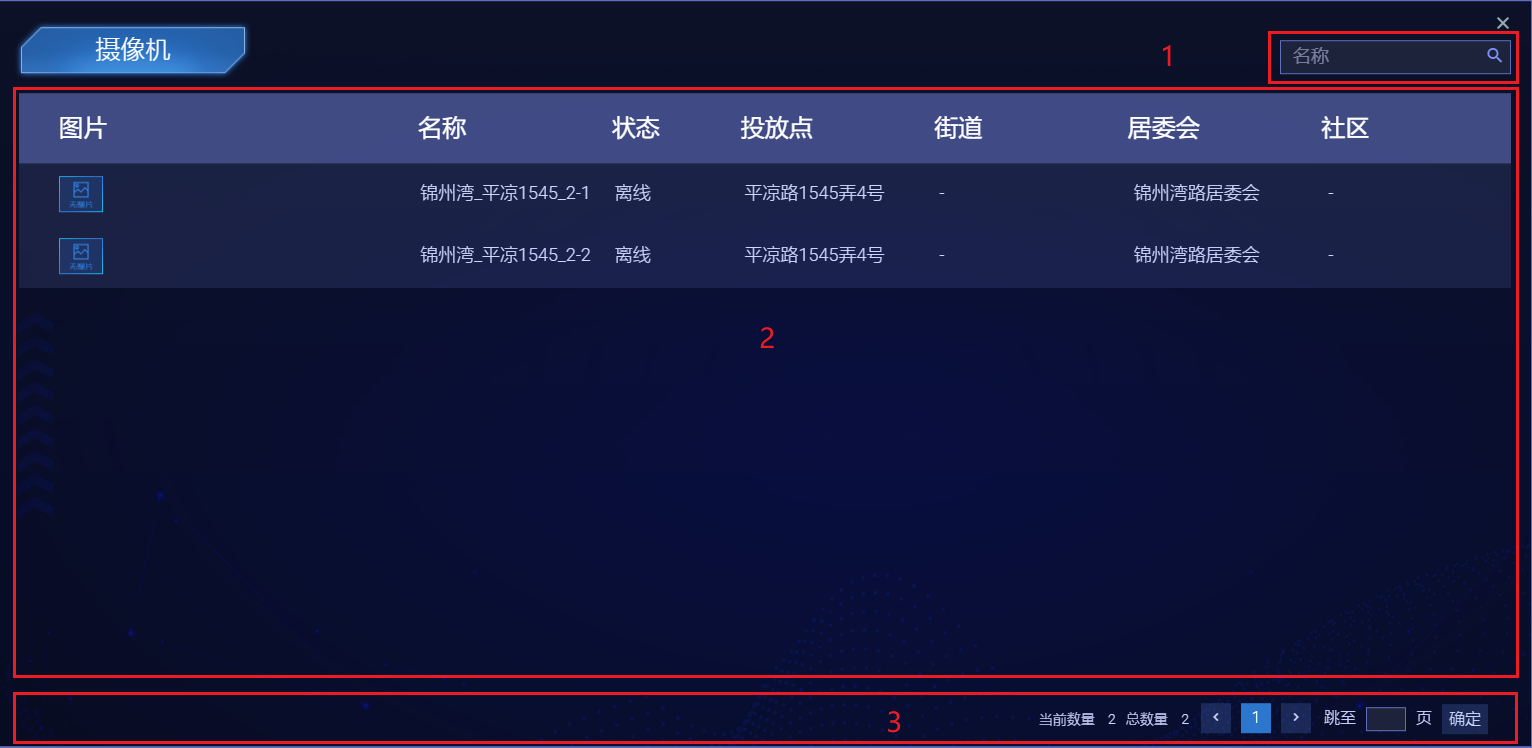 摄像机
1
名称
图片 名称 状态 投放点 街道 居委会 社区
无图片 锦州湾_平凉1545_2-1 离线 平凉路1545弄4号 - 锦州湾路居委会 -
无图片 锦州湾_平凉1545_2-2 离线 平凉路1545弄4号 - 锦州湾路居委会 -
2
3
当前数量 2 总数量 2 1 跳至 页 确定